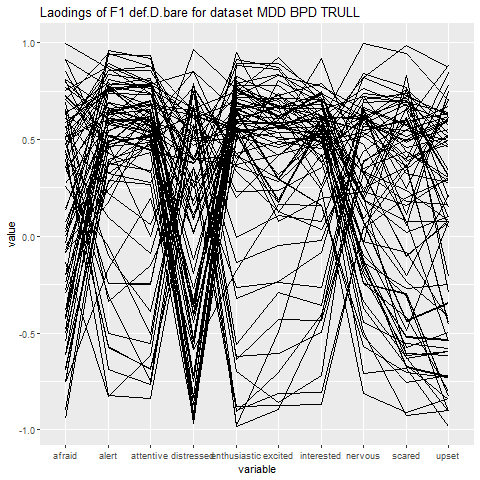 Laodings of F1 def.D.bare for dataset MDD BPD TRULL
1.0
0.5
0.0
-0.5
-1.0
value
afraid alert attentive distressed enthusiastic excited interested nervous scared upset
variable